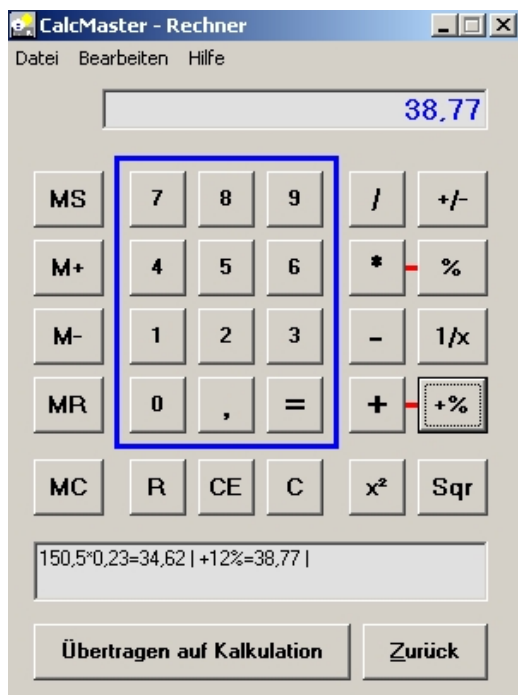 CalcMaster - Rechner
Datei Bearbeiten Hilfe
38,77
MS 7 8 9 / +/-
M+ 4 5 6 * %
M- 1 2 3 - 1/x
MR 0 , = + +%
MC R CE C x² Sqr
150,5*0,23=34,62 | +12%=38,77 |
Übertragen auf Kalkulation Zurück